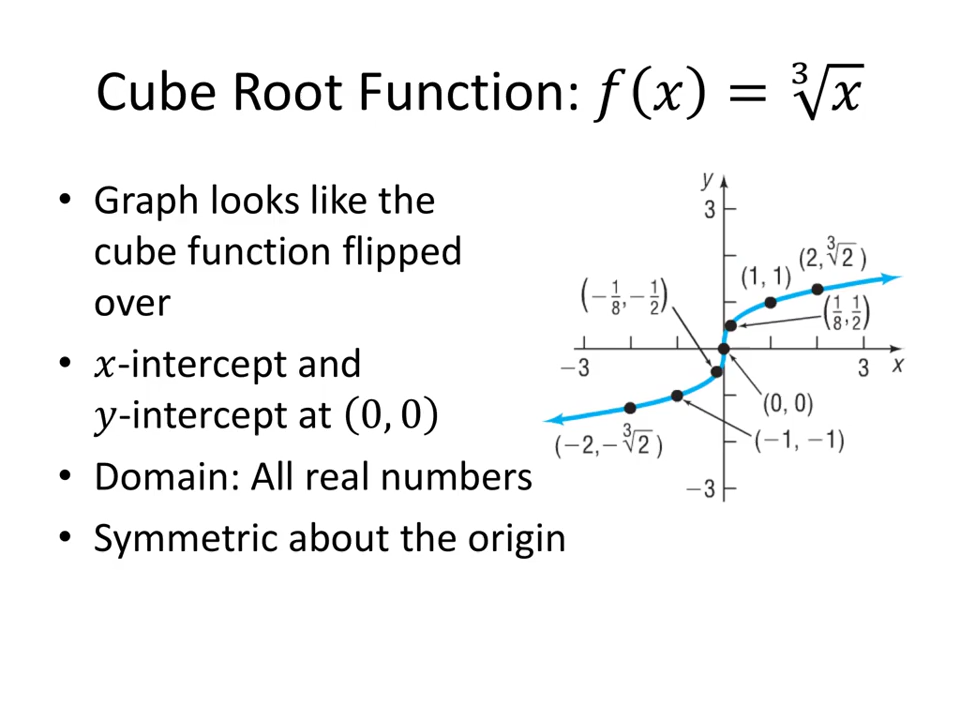 Cube Root Function: f(x) = ∛x
• Graph looks like the
cube function flipped
over
• x-intercept and
y-intercept at (0, 0)
• Domain: All real numbers
• Symmetric about the origin
y
3
(2, ∛2)
(1, 1)
(−1/8, −1/2)
(1/8, 1/2)
−3
3 x
(0, 0)
(−2, −∛2)
(−1, −1)
−3